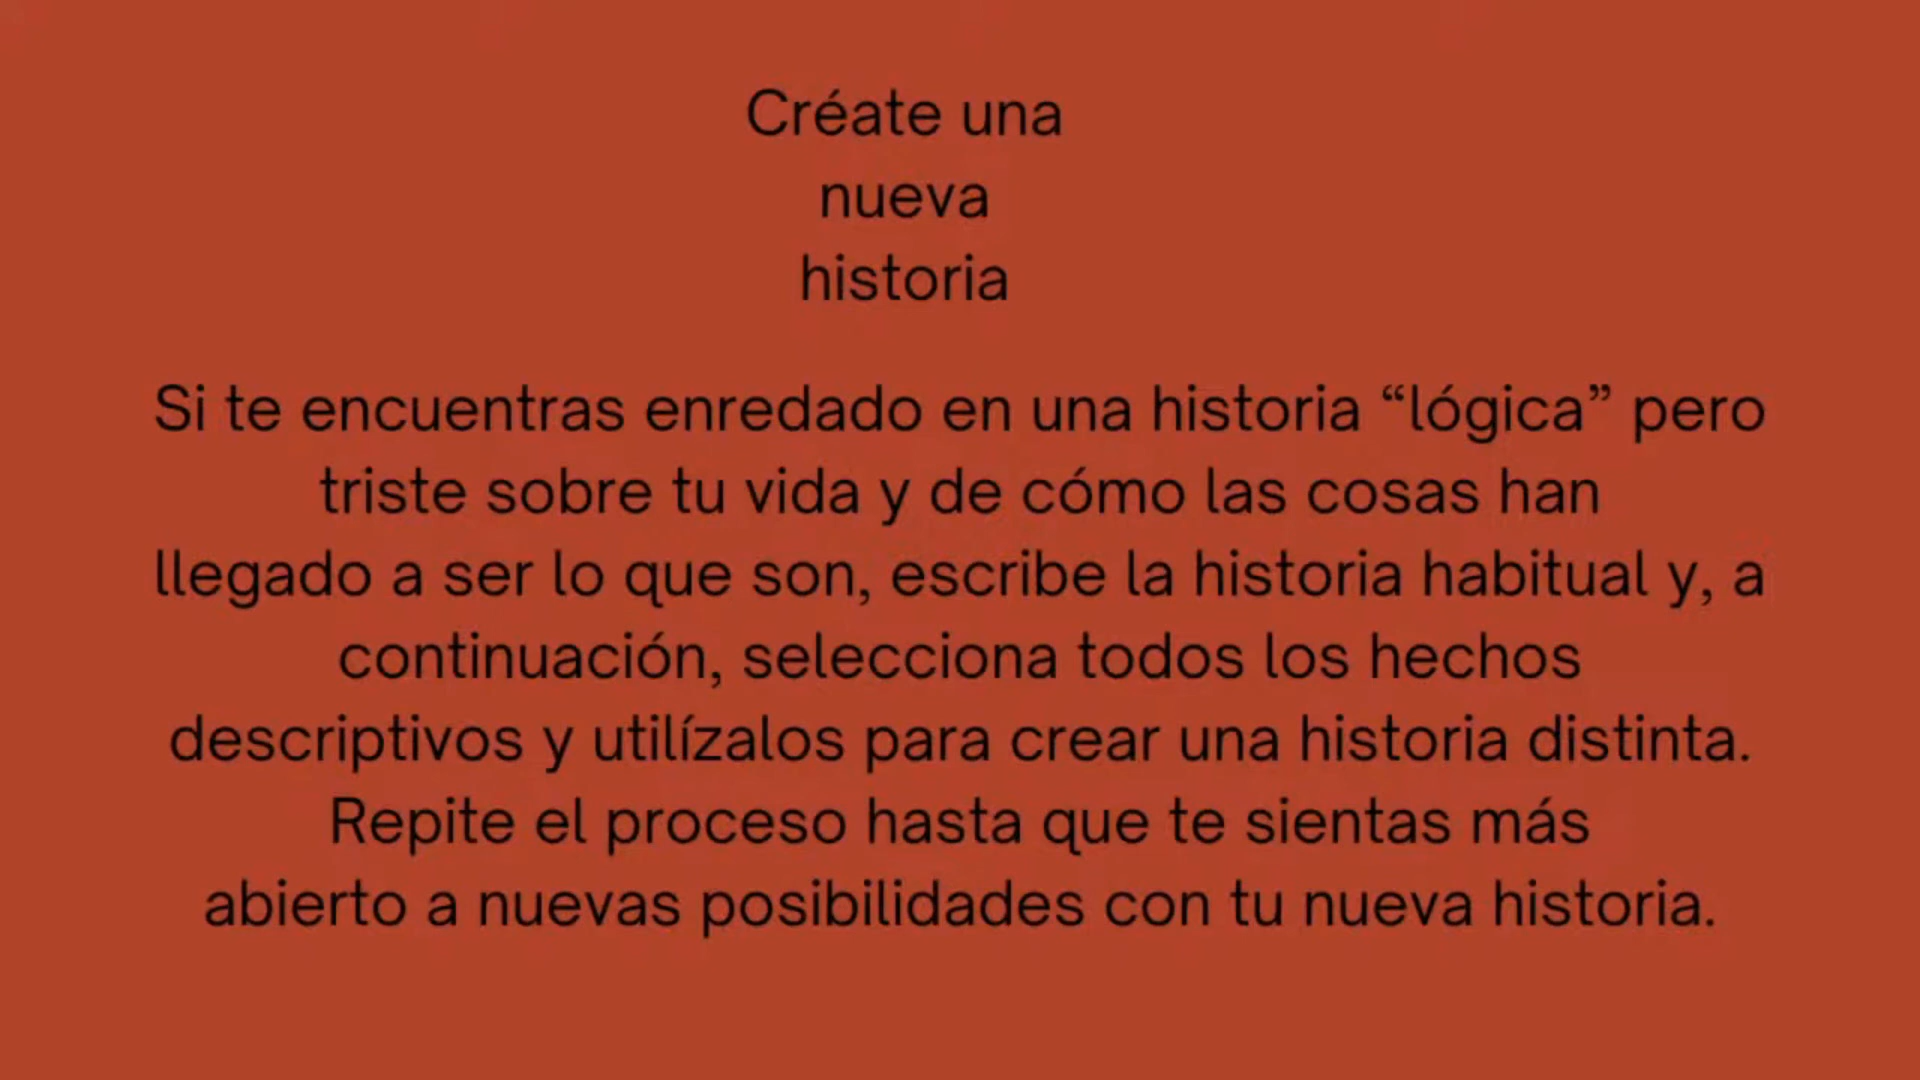 Créate una
nueva
historia
Si te encuentras enredado en una historia “lógica” pero
triste sobre tu vida y de cómo las cosas han
llegado a ser lo que son, escribe la historia habitual y, a
continuación, selecciona todos los hechos
descriptivos y utilízalos para crear una historia distinta.
Repite el proceso hasta que te sientas más
abierto a nuevas posibilidades con tu nueva historia.